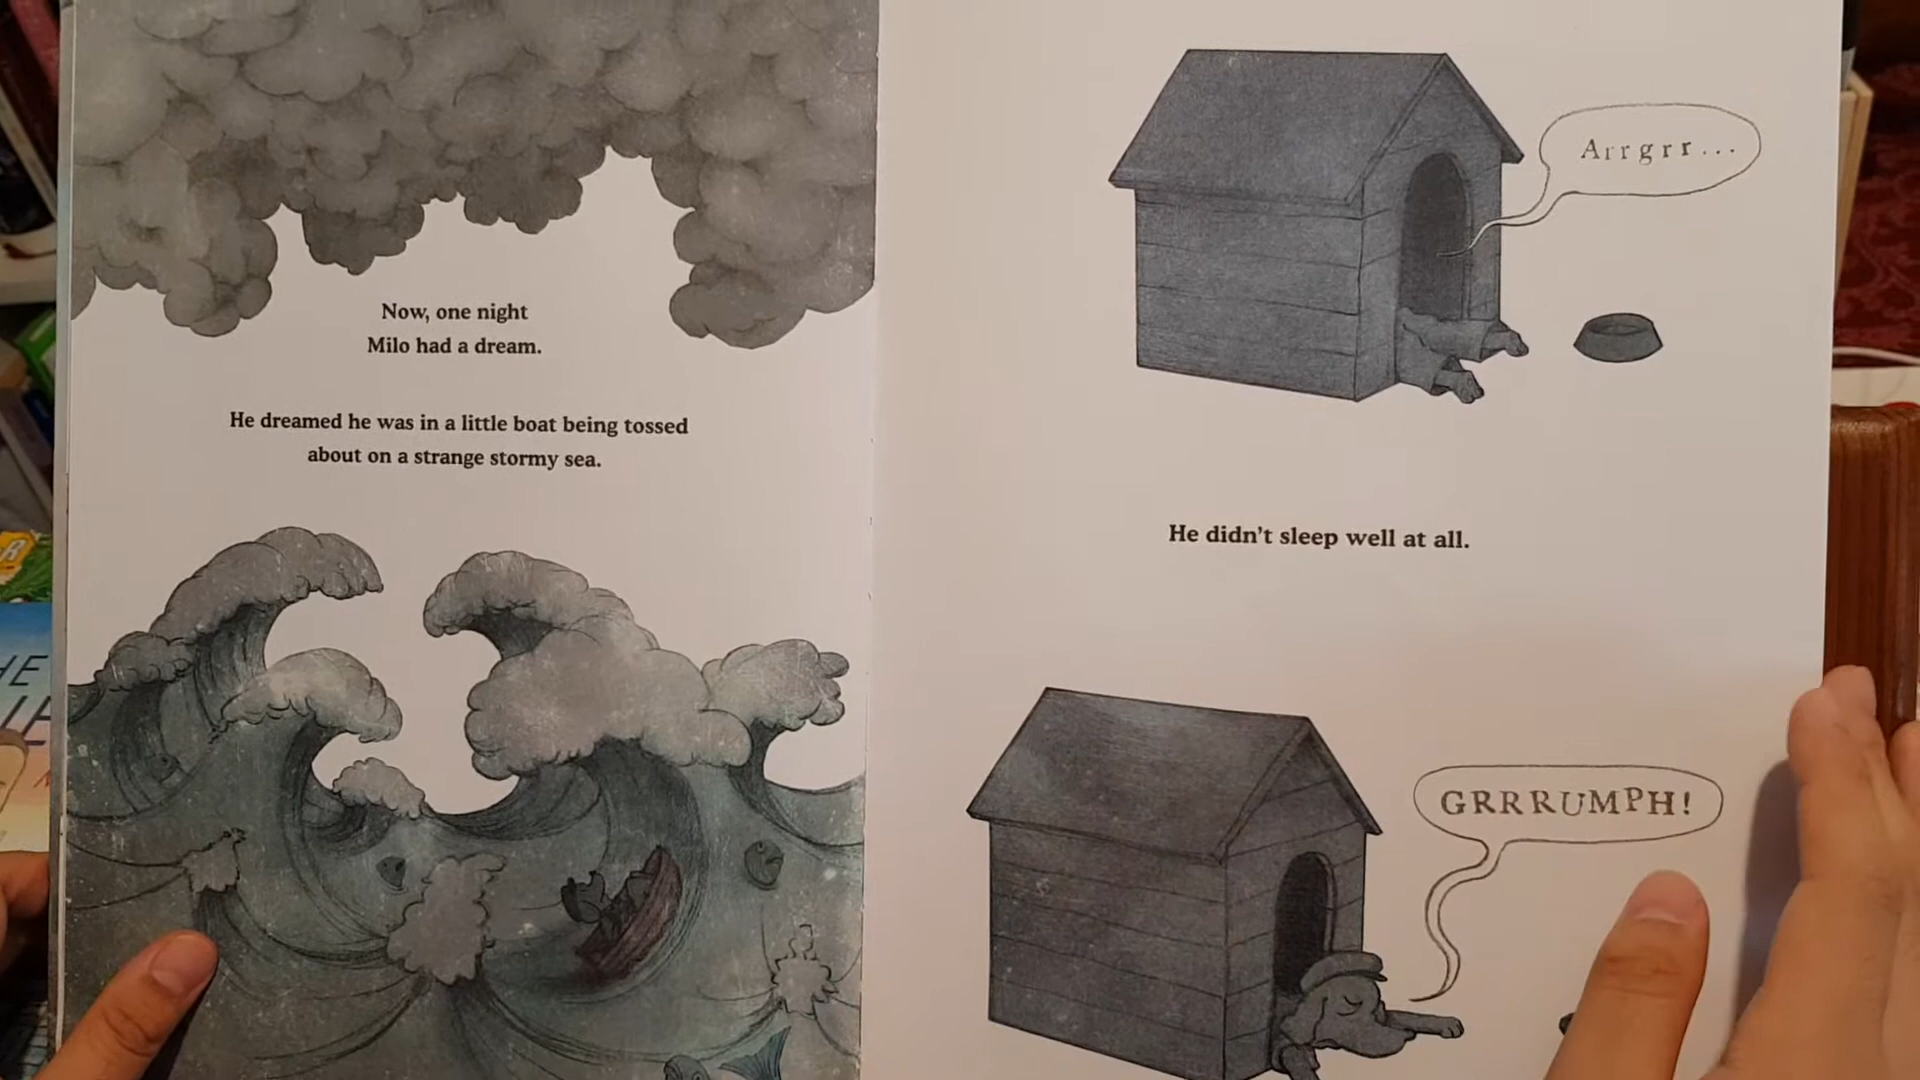 Now, one night
Milo had a dream.
He dreamed he was in a little boat being tossed
about on a strange stormy sea.
Arrgrr...
He didn't sleep well at all.
GRRRUMPH!